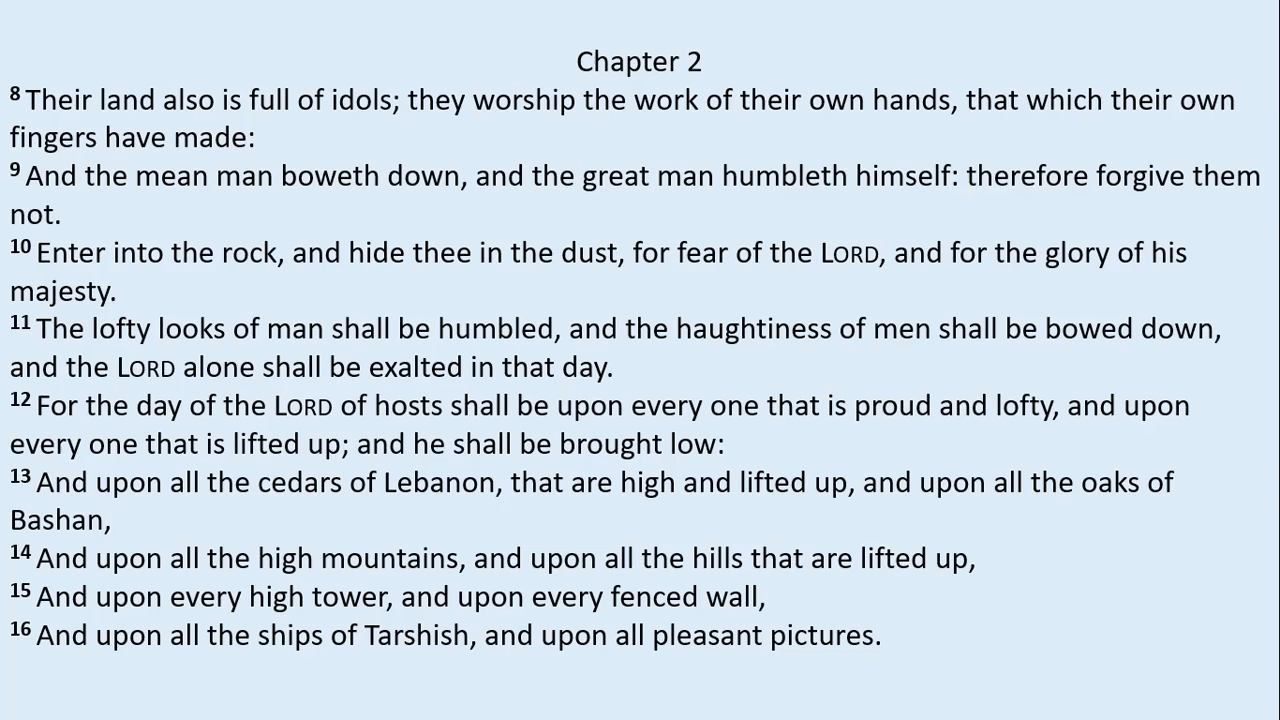 Chapter 2
8 Their land also is full of idols; they worship the work of their own hands, that which their own
fingers have made:
9 And the mean man boweth down, and the great man humbleth himself: therefore forgive them
not.
10 Enter into the rock, and hide thee in the dust, for fear of the LORD, and for the glory of his
majesty.
11 The lofty looks of man shall be humbled, and the haughtiness of men shall be bowed down,
and the LORD alone shall be exalted in that day.
12 For the day of the LORD of hosts shall be upon every one that is proud and lofty, and upon
every one that is lifted up; and he shall be brought low:
13 And upon all the cedars of Lebanon, that are high and lifted up, and upon all the oaks of
Bashan,
14 And upon all the high mountains, and upon all the hills that are lifted up,
15 And upon every high tower, and upon every fenced wall,
16 And upon all the ships of Tarshish, and upon all pleasant pictures.